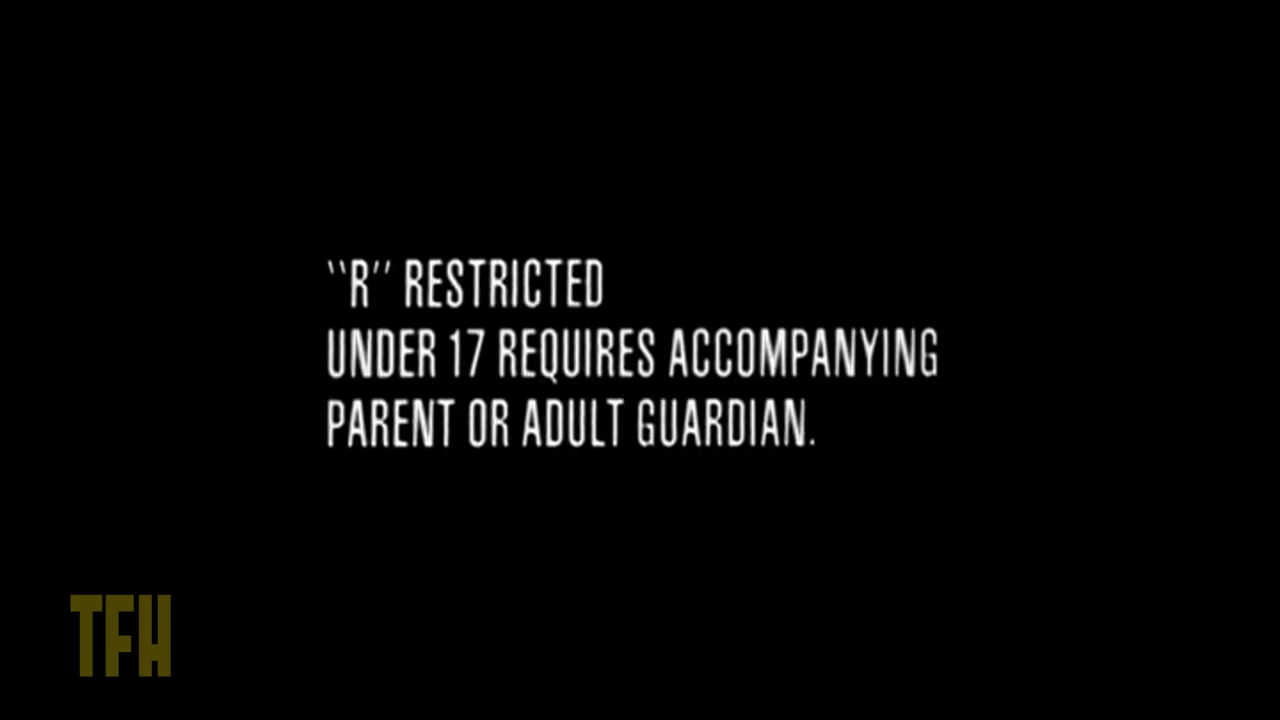 ‵‵R″ RESTRICTED
UNDER 17 REQUIRES ACCOMPANYING
PARENT OR ADULT GUARDIAN.
TFH